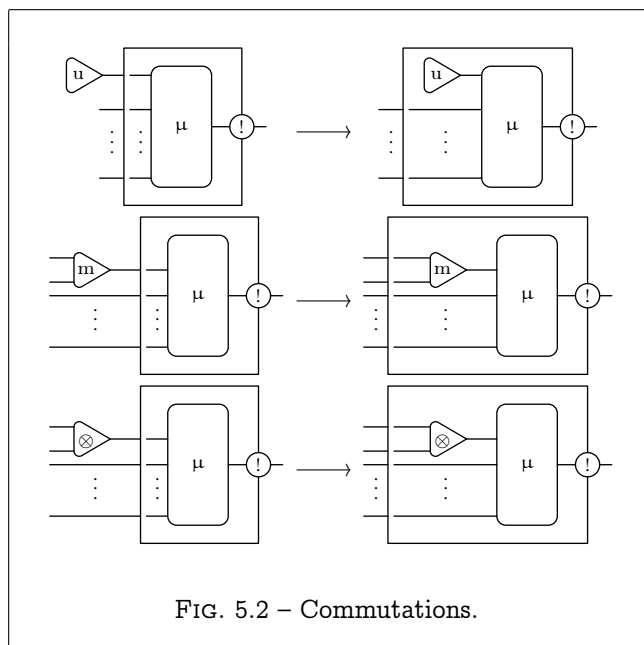 u μ ! u μ !
m μ ! m μ !
⊗ μ ! ⊗ μ !
FIG. 5.2 – Commutations.